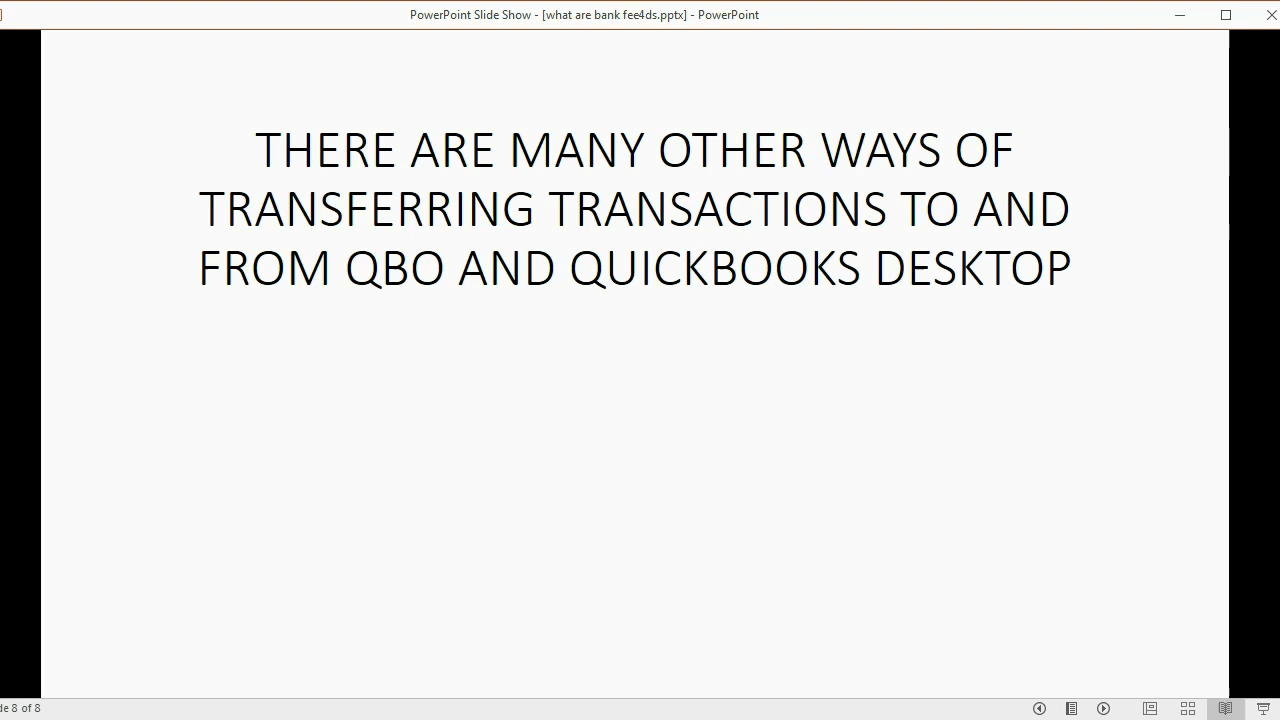 PowerPoint Slide Show - [what are bank fee4ds.pptx] - PowerPoint
THERE ARE MANY OTHER WAYS OF
TRANSFERRING TRANSACTIONS TO AND
FROM QBO AND QUICKBOOKS DESKTOP
de 8 of 8